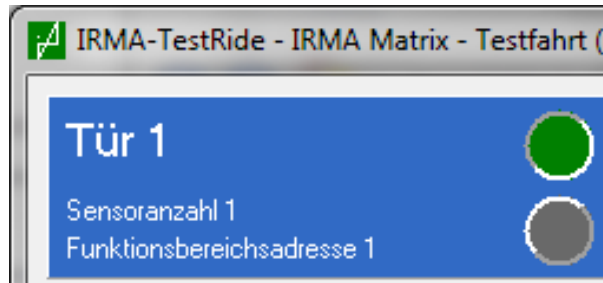 IRMA-TestRide - IRMA Matrix - Testfahrt (
Tür 1
Sensoranzahl 1
Funktionsbereichsadresse 1